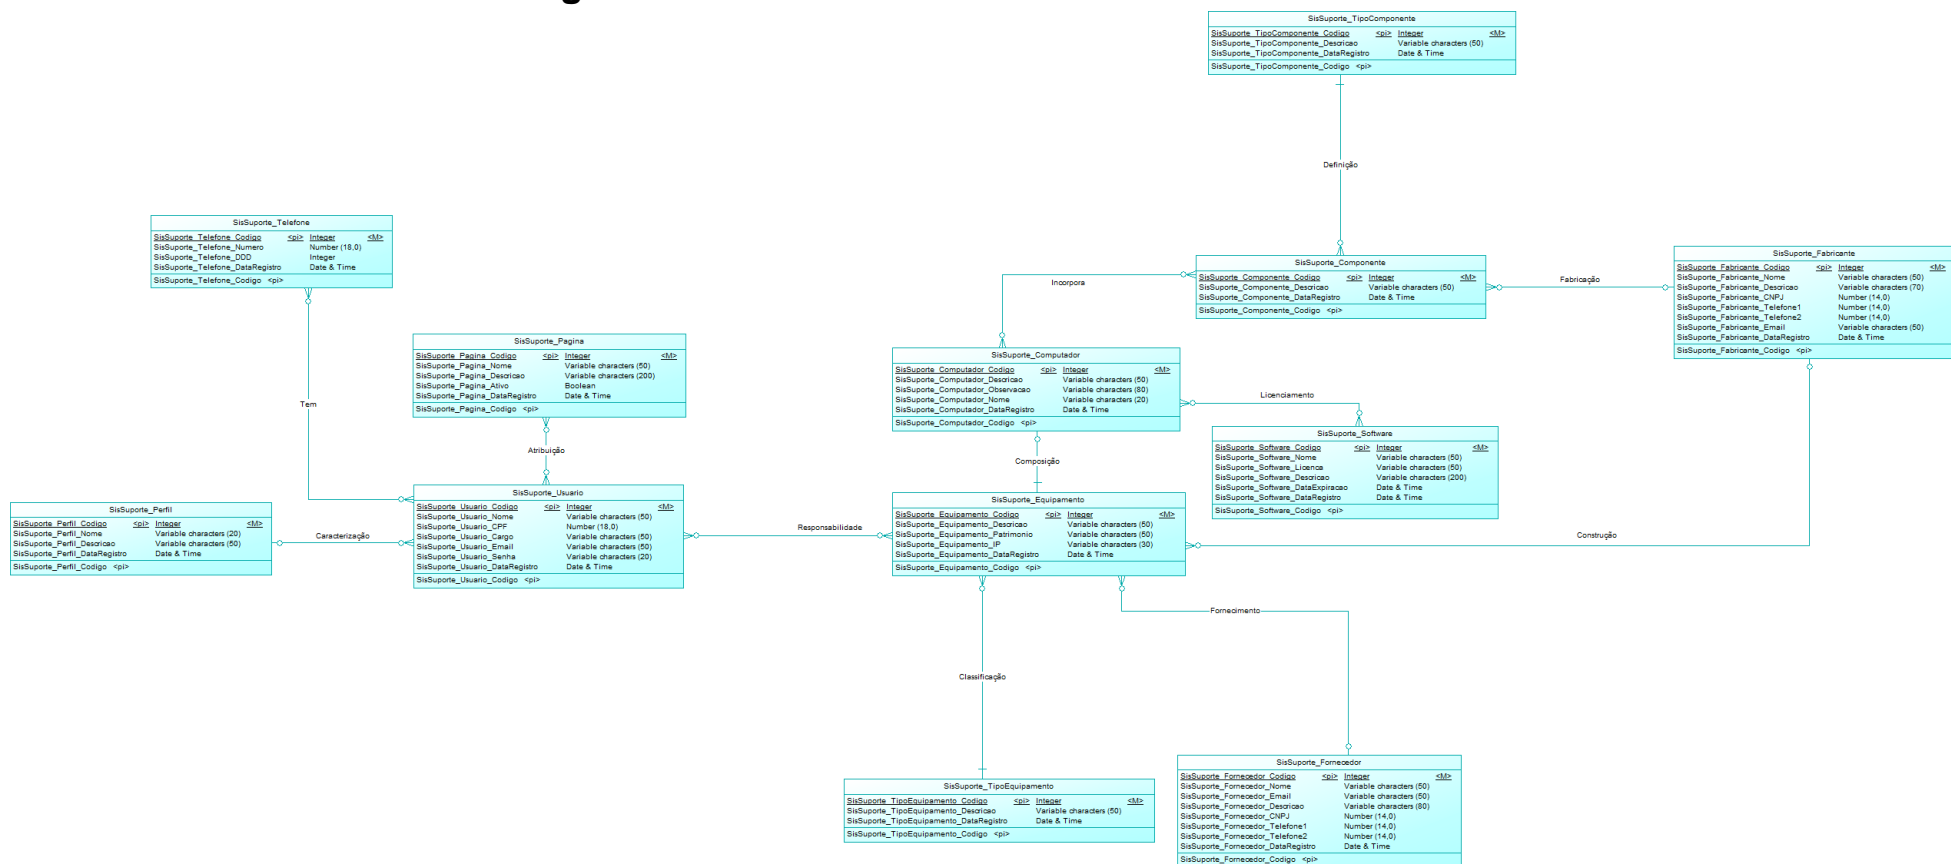 SisSuporte_TipoComponente
SisSuporte_TipoComponente_Codigo <pi> Integer <M>
SisSuporte_TipoComponente_Descricao Variable characters (50)
SisSuporte_TipoComponente_DataRegistro Date & Time
SisSuporte_TipoComponente_Codigo <pi>
Definição
SisSuporte_Telefone
SisSuporte_Telefone_Codigo <pi> Integer <M>
SisSuporte_Telefone_Numero Number (18,0)
SisSuporte_Telefone_DDD Integer
SisSuporte_Telefone_DataRegistro Date & Time
SisSuporte_Telefone_Codigo <pi>
SisSuporte_Componente
SisSuporte_Componente_Codigo <pi> Integer <M>
SisSuporte_Componente_Descricao Variable characters (50)
SisSuporte_Componente_DataRegistro Date & Time
SisSuporte_Componente_Codigo <pi>
Incorpora
Fabricação
SisSuporte_Fabricante
SisSuporte_Fabricante_Codigo <pi> Integer <M>
SisSuporte_Fabricante_Nome Variable characters (50)
SisSuporte_Fabricante_Descricao Variable characters (70)
SisSuporte_Fabricante_CNPJ Number (14,0)
SisSuporte_Fabricante_Telefone1 Number (14,0)
SisSuporte_Fabricante_Telefone2 Number (14,0)
SisSuporte_Fabricante_Email Variable characters (50)
SisSuporte_Fabricante_DataRegistro Date & Time
SisSuporte_Fabricante_Codigo <pi>
SisSuporte_Pagina
SisSuporte_Pagina_Codigo <pi> Integer <M>
SisSuporte_Pagina_Nome Variable characters (50)
SisSuporte_Pagina_Descricao Variable characters (200)
SisSuporte_Pagina_Ativo Boolean
SisSuporte_Pagina_DataRegistro Date & Time
SisSuporte_Pagina_Codigo <pi>
SisSuporte_Computador
SisSuporte_Computador_Codigo <pi> Integer <M>
SisSuporte_Computador_Descricao Variable characters (50)
SisSuporte_Computador_Observacao Variable characters (80)
SisSuporte_Computador_Nome Variable characters (20)
SisSuporte_Computador_DataRegistro Date & Time
SisSuporte_Computador_Codigo <pi>
Licenciamento
Tem
Atribuição
Composição
SisSuporte_Software
SisSuporte_Software_Codigo <pi> Integer <M>
SisSuporte_Software_Nome Variable characters (50)
SisSuporte_Software_Licenca Variable characters (50)
SisSuporte_Software_Descricao Variable characters (200)
SisSuporte_Software_DataExpiracao Date & Time
SisSuporte_Software_DataRegistro Date & Time
SisSuporte_Software_Codigo <pi>
SisSuporte_Perfil
SisSuporte_Perfil_Codigo <pi> Integer <M>
SisSuporte_Perfil_Nome Variable characters (20)
SisSuporte_Perfil_Descricao Variable characters (50)
SisSuporte_Perfil_DataRegistro Date & Time
SisSuporte_Perfil_Codigo <pi>
Caracterização
SisSuporte_Usuario
SisSuporte_Usuario_Codigo <pi> Integer <M>
SisSuporte_Usuario_Nome Variable characters (50)
SisSuporte_Usuario_CPF Number (18,0)
SisSuporte_Usuario_Cargo Variable characters (50)
SisSuporte_Usuario_Email Variable characters (50)
SisSuporte_Usuario_Senha Variable characters (20)
SisSuporte_Usuario_DataRegistro Date & Time
SisSuporte_Usuario_Codigo <pi>
Responsabilidade
SisSuporte_Equipamento
SisSuporte_Equipamento_Codigo <pi> Integer <M>
SisSuporte_Equipamento_Descricao Variable characters (50)
SisSuporte_Equipamento_Patrimonio Variable characters (50)
SisSuporte_Equipamento_IP Variable characters (30)
SisSuporte_Equipamento_DataRegistro Date & Time
SisSuporte_Equipamento_Codigo <pi>
Construção
Fornecimento
Classificação
SisSuporte_TipoEquipamento
SisSuporte_TipoEquipamento_Codigo <pi> Integer <M>
SisSuporte_TipoEquipamento_Descricao Variable characters (50)
SisSuporte_TipoEquipamento_DataRegistro Date & Time
SisSuporte_TipoEquipamento_Codigo <pi>
SisSuporte_Fornecedor
SisSuporte_Fornecedor_Codigo <pi> Integer <M>
SisSuporte_Fornecedor_Nome Variable characters (50)
SisSuporte_Fornecedor_Email Variable characters (50)
SisSuporte_Fornecedor_Descricao Variable characters (80)
SisSuporte_Fornecedor_CNPJ Number (14,0)
SisSuporte_Fornecedor_Telefone1 Number (14,0)
SisSuporte_Fornecedor_Telefone2 Number (14,0)
SisSuporte_Fornecedor_DataRegistro Date & Time
SisSuporte_Fornecedor_Codigo <pi>